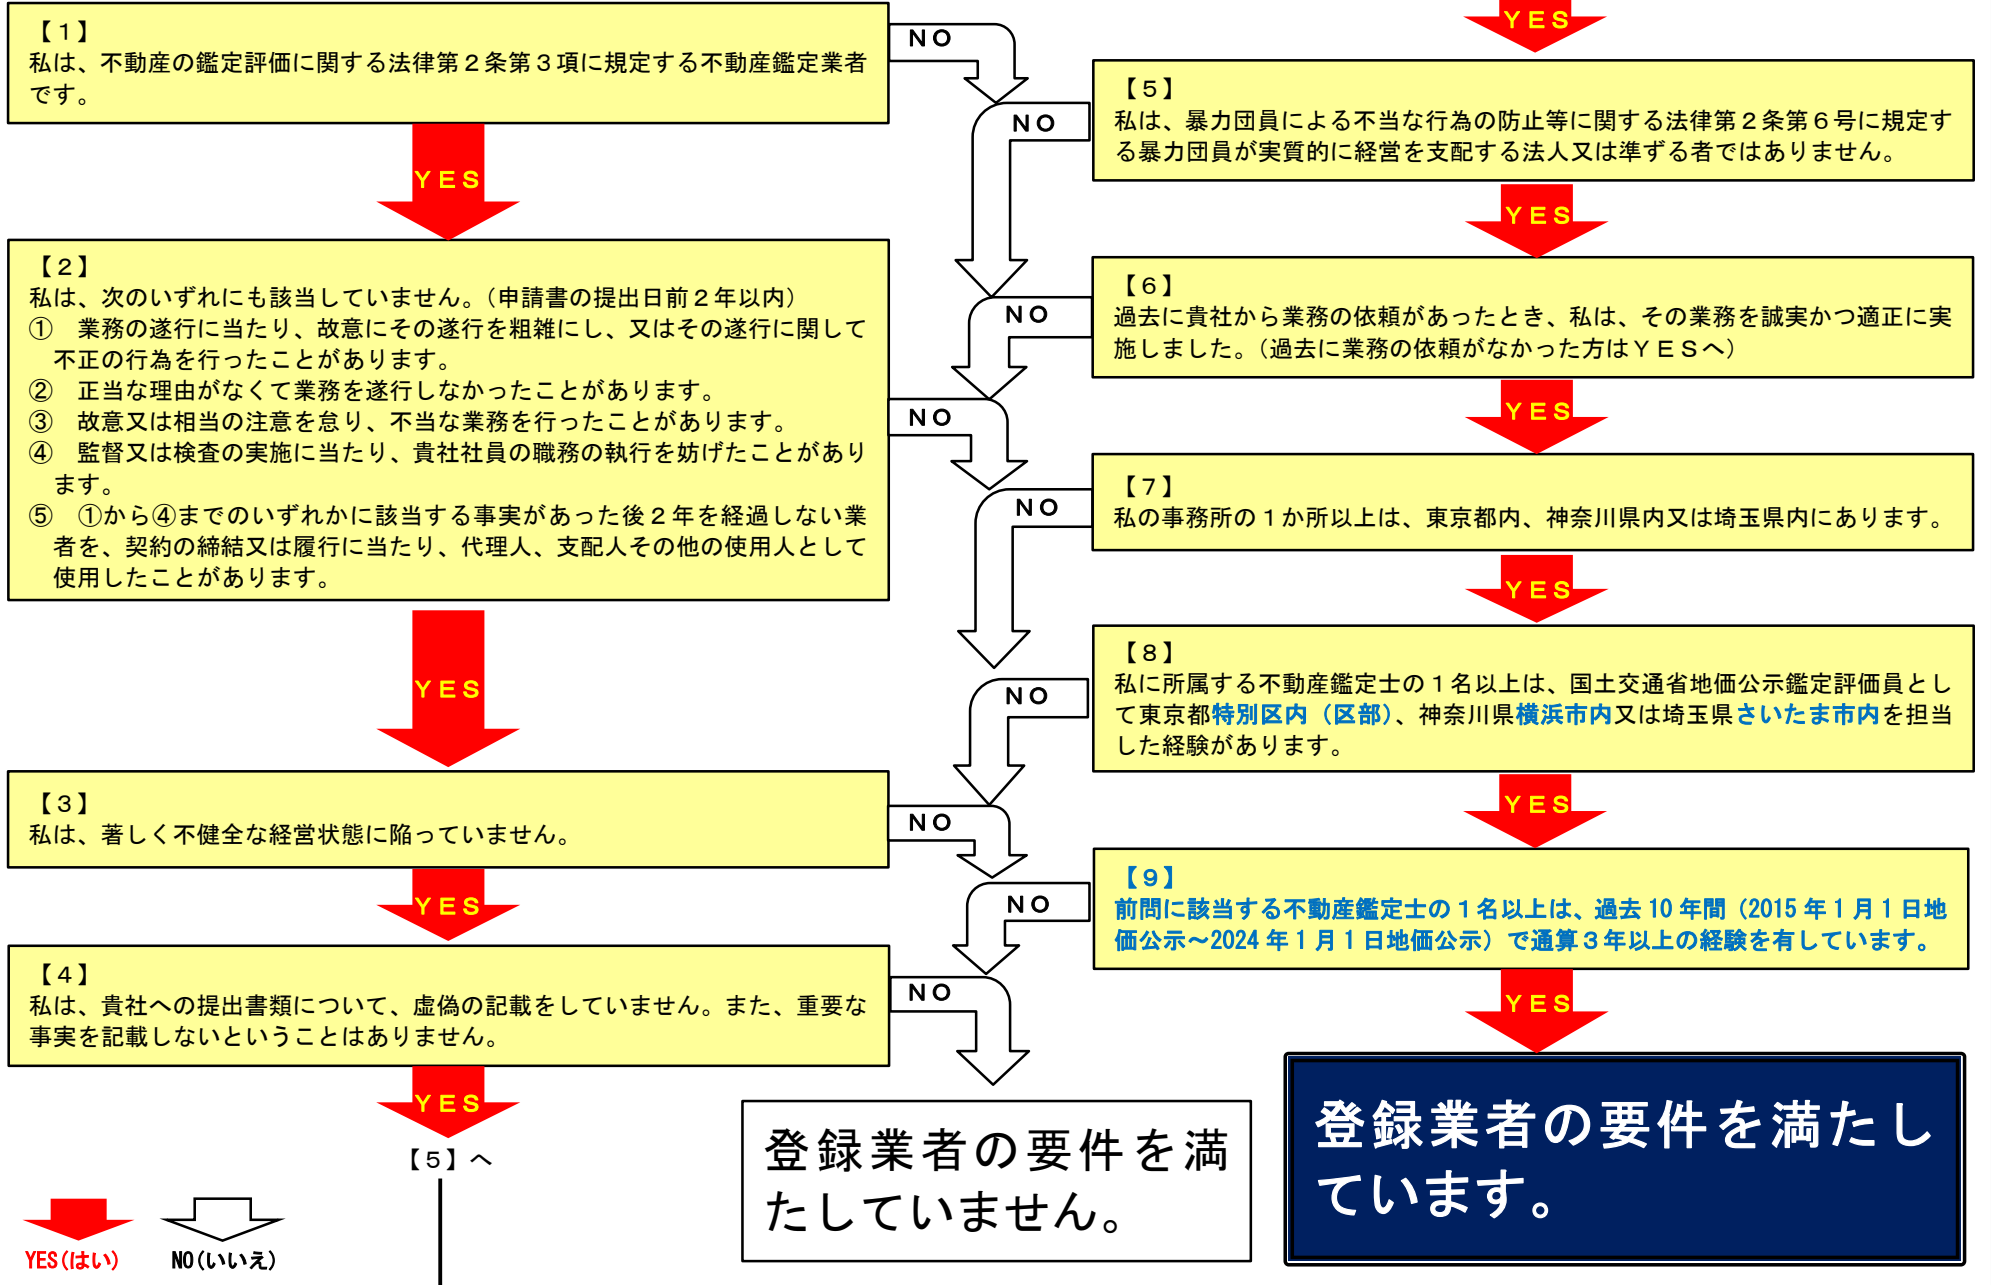 【１】
私は、不動産の鑑定評価に関する法律第２条第３項に規定する不動産鑑定業者
です。
NO
YES
【２】
私は、次のいずれにも該当していません。（申請書の提出日前２年以内）
①　業務の遂行に当たり、故意にその遂行を粗雑にし、又はその遂行に関して
不正の行為を行ったことがあります。
②　正当な理由がなくて業務を遂行しなかったことがあります。
③　故意又は相当の注意を怠り、不当な業務を行ったことがあります。
④　監督又は検査の実施に当たり、貴社社員の職務の執行を妨げたことがあり
ます。
⑤　①から④までのいずれかに該当する事実があった後２年を経過しない業
者を、契約の締結又は履行に当たり、代理人、支配人その他の使用人として
使用したことがあります。
NO
YES
【３】
私は、著しく不健全な経営状態に陥っていません。
NO
YES
【４】
私は、貴社への提出書類について、虚偽の記載をしていません。また、重要な
事実を記載しないということはありません。
NO
YES
【５】へ
YES(はい)
NO(いいえ)
YES
【５】
私は、暴力団員による不当な行為の防止等に関する法律第２条第６号に規定す
る暴力団員が実質的に経営を支配する法人又は準ずる者ではありません。
NO
YES
【６】
過去に貴社から業務の依頼があったとき、私は、その業務を誠実かつ適正に実
施しました。（過去に業務の依頼がなかった方はＹＥＳへ）
NO
YES
【７】
私の事務所の１か所以上は、東京都内、神奈川県内又は埼玉県内にあります。
NO
YES
【８】
私に所属する不動産鑑定士の１名以上は、国土交通省地価公示鑑定評価員とし
て東京都特別区内（区部）、神奈川県横浜市内又は埼玉県さいたま市内を担当
した経験があります。
NO
YES
【９】
前問に該当する不動産鑑定士の１名以上は、過去10年間（2015年１月１日地
価公示～2024年１月１日地価公示）で通算３年以上の経験を有しています。
NO
YES
登録業者の要件を満
たしていません。
登録業者の要件を満たし
ています。